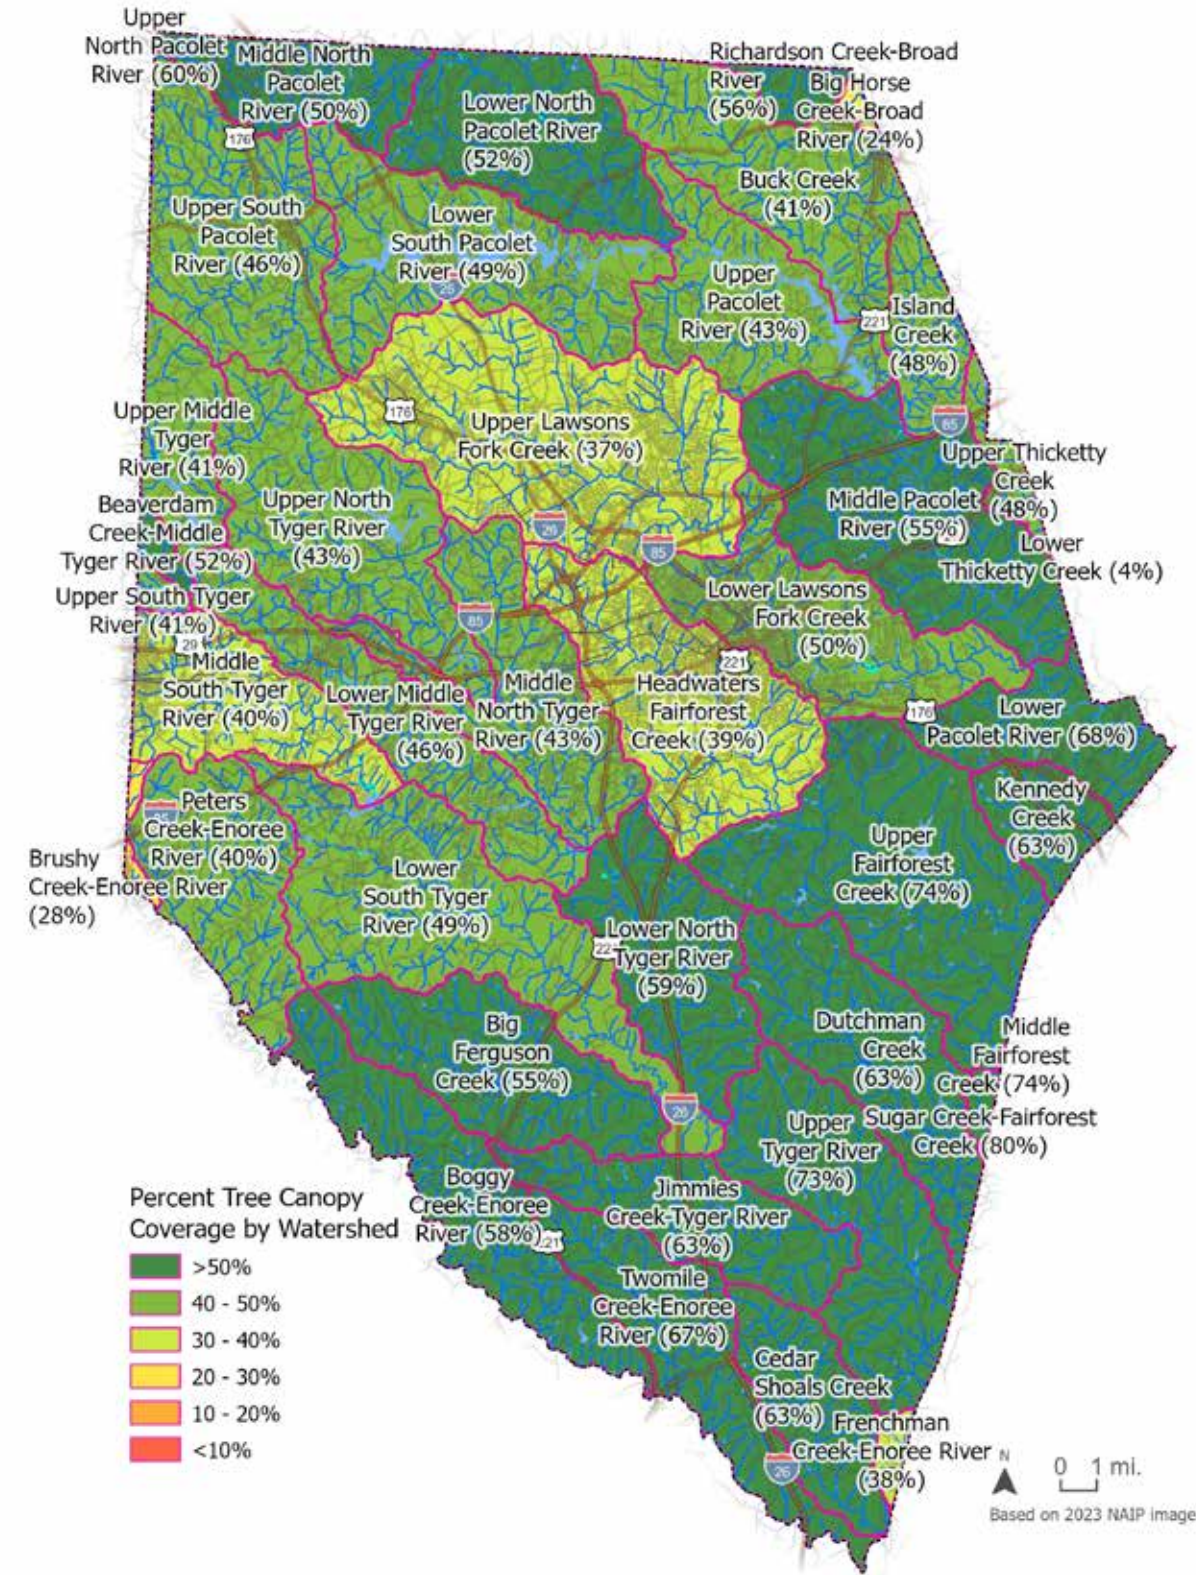 Upper
North Pacolet
River (60%)
Middle North
Pacolet
River (50%)
Lower North
Pacolet River
(52%)
Richardson Creek-Broad
River
(56%)
Big Horse
Creek-Broad
River (24%)
176
Buck Creek
(41%)
Upper South
Pacolet
River (46%)
Lower
South Pacolet
River (49%)
26
Upper
Pacolet
River (43%)
221
Island
Creek
(48%)
176
85
Upper Middle
Tyger
River (41%)
Upper Lawsons
Fork Creek (37%)
Upper Thicketty
Creek
(48%)
Beaverdam
Creek-Middle
Tyger River (52%)
Upper North
Tyger River
(43%)
26
85
Middle Pacolet
River (55%)
Lower
Thicketty Creek (4%)
Upper South Tyger
River (41%)
85
Lower Lawsons
Fork Creek
(50%)
29
Middle
South Tyger
River (40%)
Lower Middle
Tyger River
(46%)
Middle
North Tyger
River (43%)
221
Headwaters
Fairforest
Creek (39%)
176
Lower
Pacolet River (68%)
Kennedy
Creek
(63%)
Peters
Creek-Enoree
River (40%)
Brushy
Creek-Enoree River
(28%)
Lower
South Tyger
River (49%)
Upper
Fairforest
Creek (74%)
22
Lower North
Tyger River
(59%)
Big
Ferguson
Creek (55%)
Dutchman
Creek
(63%)
Middle
Fairforest
Creek (74%)
26
Upper
Tyger River
(73%)
Sugar Creek-Fairforest
Creek (80%)
Boggy
Creek-Enoree
River (58%)
21
Jimmies
Creek-Tyger River
(63%)
Twomile
Creek-Enoree
River (67%)
Cedar
Shoals Creek
(63%)
Frenchman
Creek-Enoree River
(38%)
26
Percent Tree Canopy
Coverage by Watershed
>50%
40 - 50%
30 - 40%
20 - 30%
10 - 20%
<10%
N
0 1 mi.
Based on 2023 NAIP image